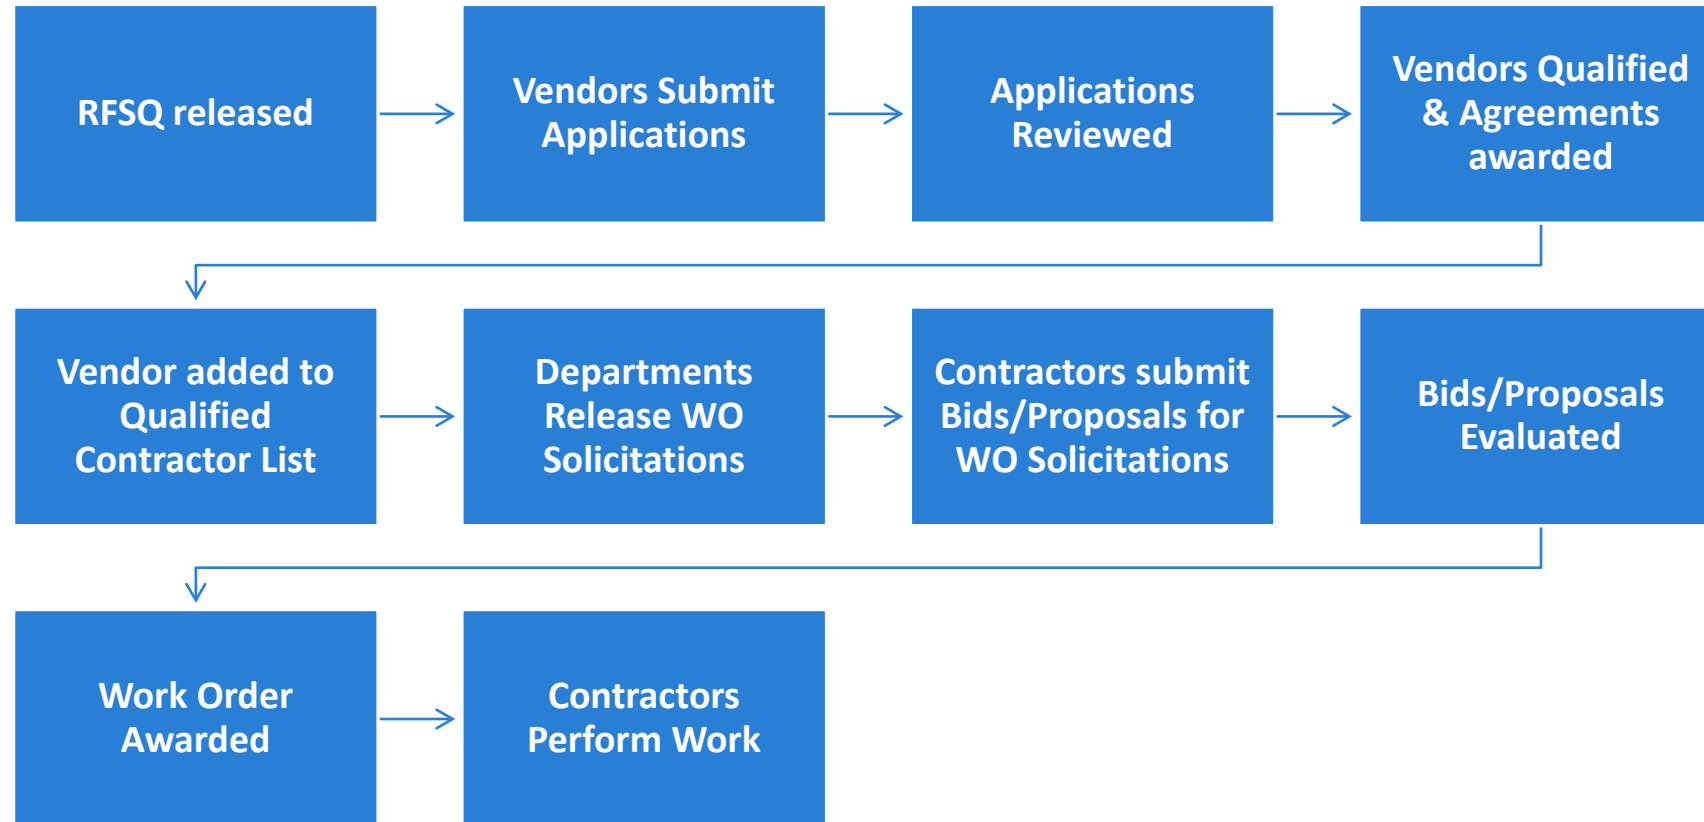 RFSQ released
Vendors Submit
Applications
Applications
Reviewed
Vendors Qualified
& Agreements
awarded
Vendor added to
Qualified
Contractor List
Departments
Release WO
Solicitations
Contractors submit
Bids/Proposals for
WO Solicitations
Bids/Proposals
Evaluated
Work Order
Awarded
Contractors
Perform Work